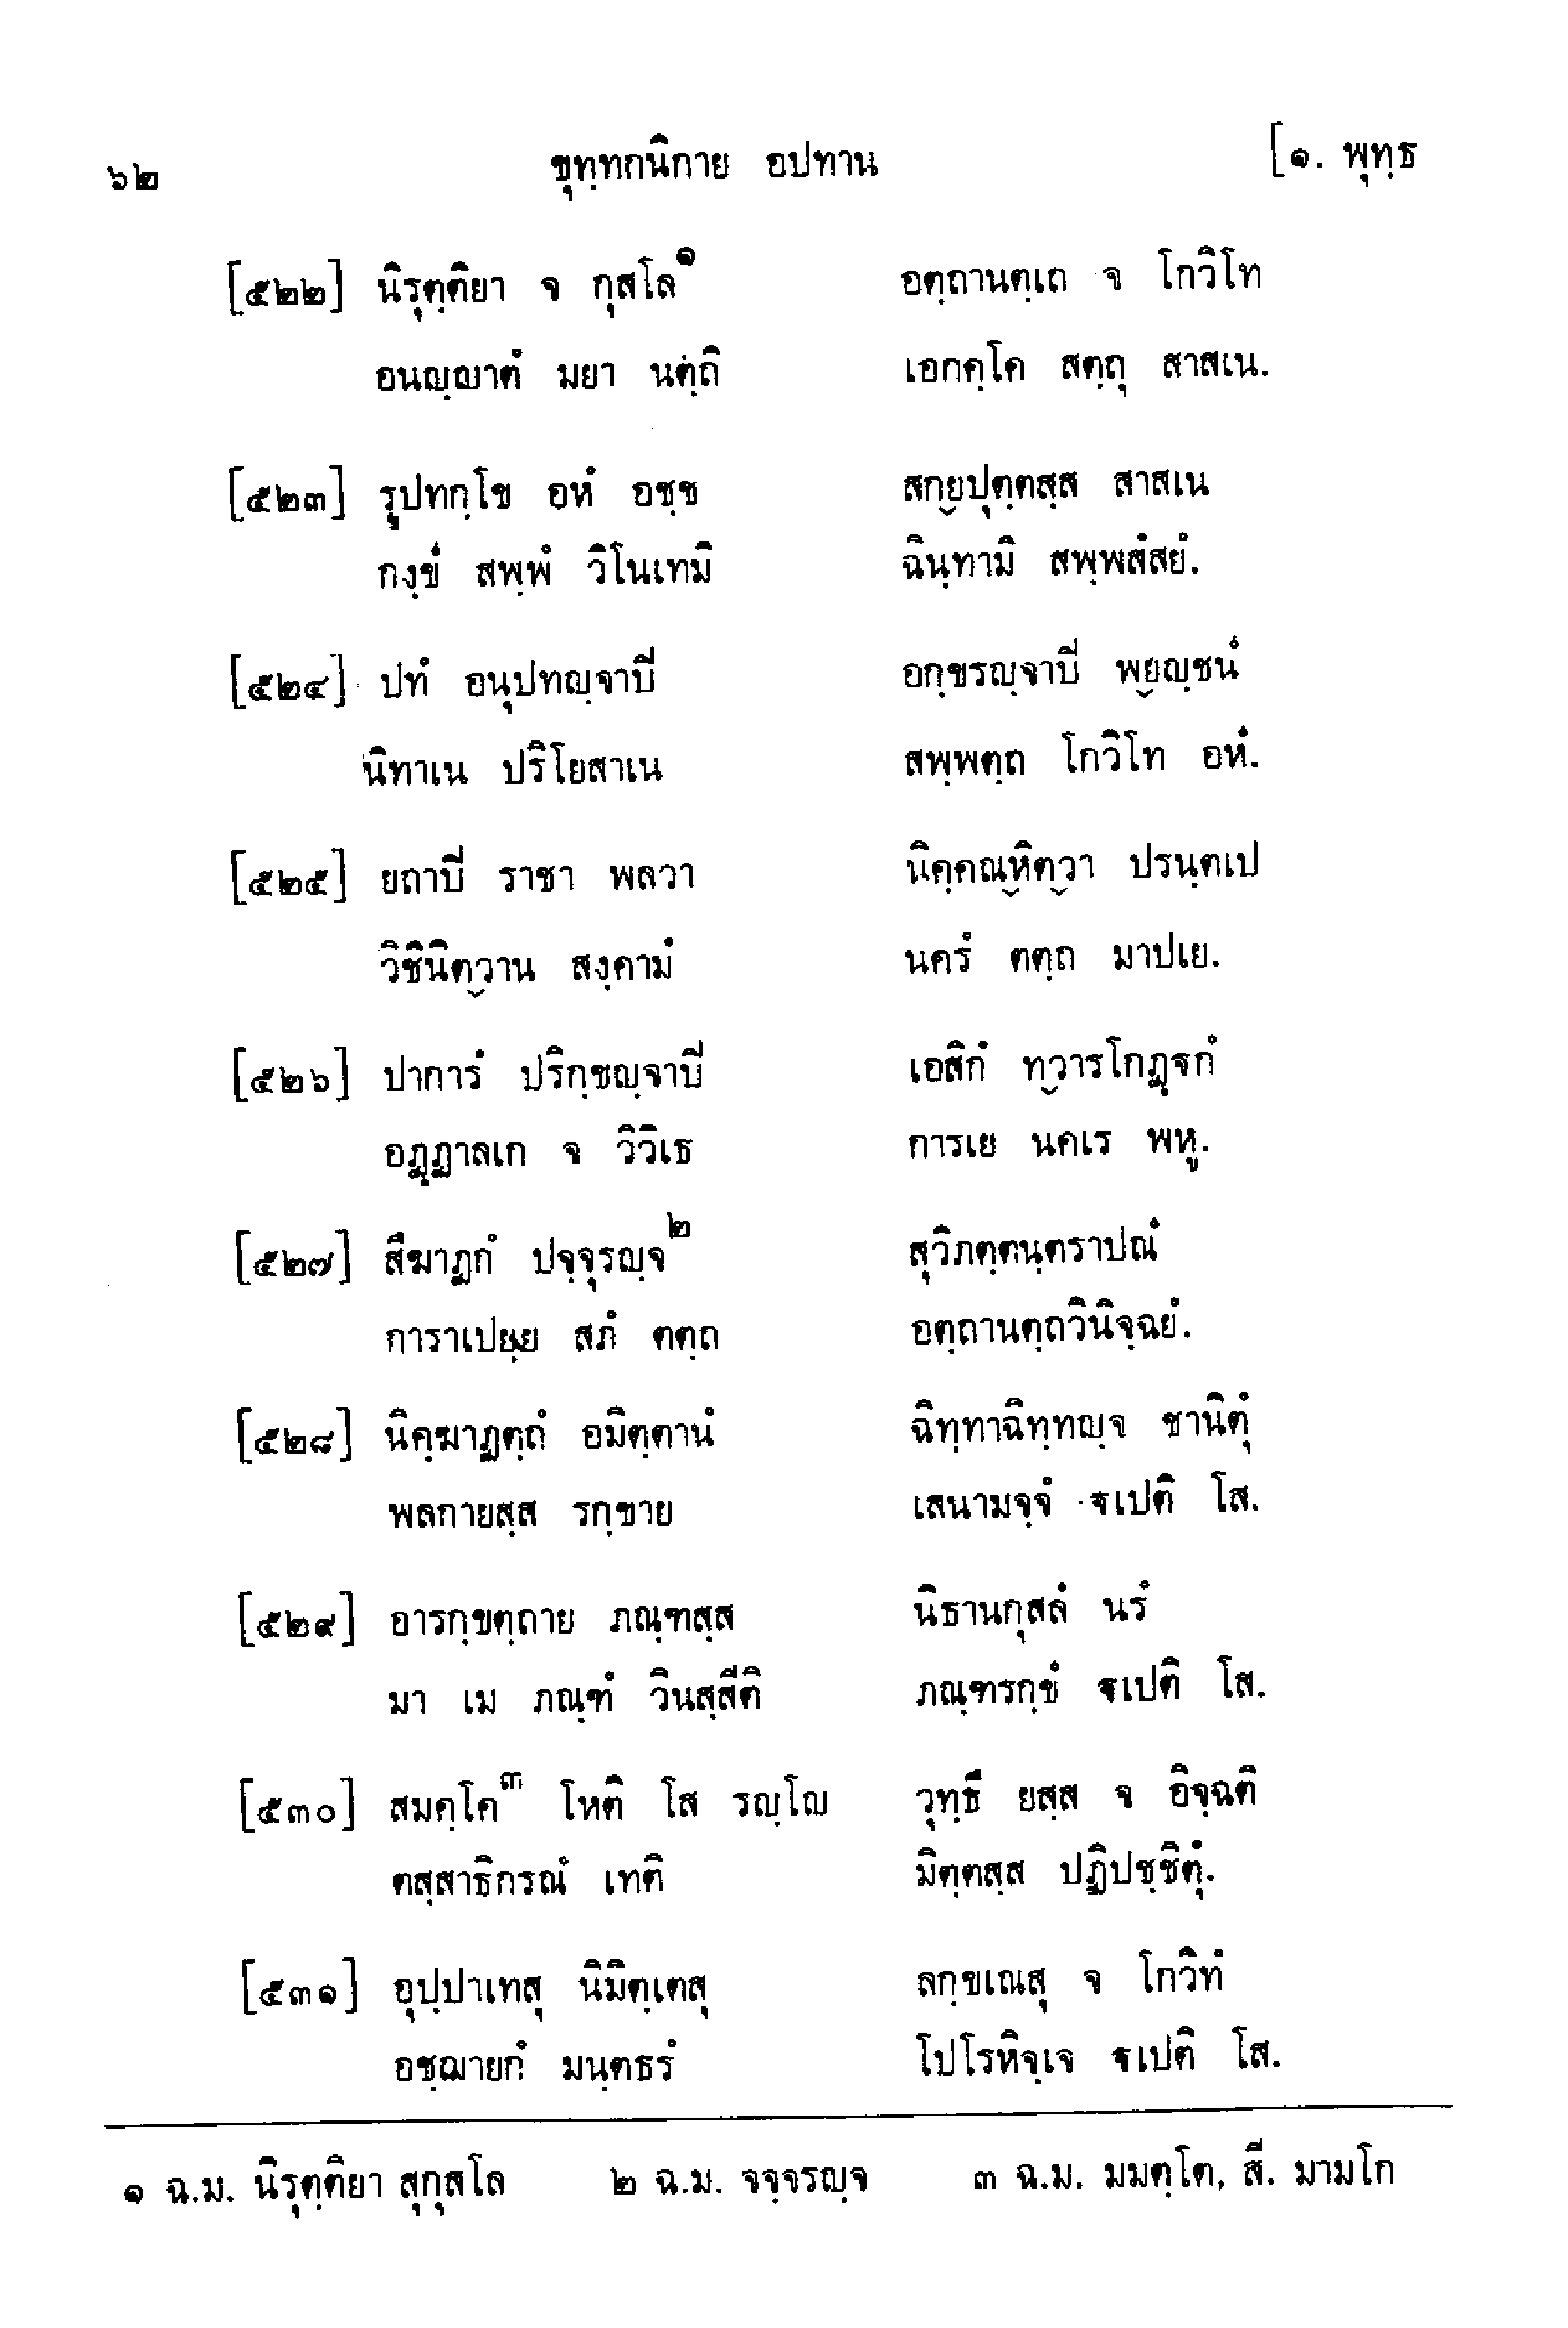 ๖๒ ขุทฺทกนิกาย อปทาน [๑. พุทฺธ
[๕๒๒] นิรุตฺติยา จ กุสโล๑ อตฺถานตฺเถ จ โกวิโท
อนญฺญาตํ มยา นตฺถิ เอกคฺโค สตฺถุ สาสเน.
[๕๒๓] รูปทกฺโข อหํ อชฺช สกฺยปุตฺตสฺส สาสเน
กงฺขํ สพฺพํ วิโนเทมิ ฉินฺทามิ สพฺพสํสยํ.
[๕๒๔] ปทํ อนุปทญฺจาปิ อกฺขรญฺจาปิ พฺยญฺชนํ
นิทาเน ปริโยสาเน สพฺพตฺถ โกวิโท อหํ.
[๕๒๕] ยถาปิ ราชา พลวา นิคฺคณฺหิตฺวา ปรนฺตเป
วิชินิตฺวาน สงฺคามํ นครํ ตตฺถ มาปเย.
[๕๒๖] ปาการํ ปริกฺขญฺจาปิ เอสิกํ ทฺวารโกฏฺฐกํ
อฏฺฏาลเก จ วิวิเธ การเย นคเร พหู.
[๕๒๗] สีฆาฏกํ ปจฺจุรญฺจ๒ สุวิภตฺตนฺตราปณํ
การาเปยฺย สภํ ตตฺถ อตฺถานตฺถวินิจฺฉยํ.
[๕๒๘] นิคฺฆาฏตฺถํ อมิตฺตานํ ฉิทฺทาฉิทฺทญฺจ ชานิตุํ
พลกายสฺส รกฺขาย เสนามจฺจํ ฐเปติ โส.
[๕๒๙] อารกฺขตฺถาย ภณฺฑสฺส นิธานกุสลํ นรํ
มา เม ภณฺฑํ วินสฺสีติ ภณฺฑรกฺขํ ฐเปติ โส.
[๕๓๐] สมคฺโค๓ โหติ โส รญฺโญ วุทฺธึ ยสฺส จ อิจฺฉติ
ตสฺสาธิกรณํ เทติ มิตฺตสฺส ปฏิปชฺชิตุํ.
[๕๓๑] อุปฺปาเทสุ นิมิตฺเตสุ ลกฺขเณสุ จ โกวิทํ
อชฺฌายกํ มนฺตธรํ โปโรหิจฺเจ ฐเปติ โส.
๑ ฉ.ม. นิรุตฺติยา สุกุสโล ๒ ฉ.ม. จจฺจรญฺจ ๓ ฉ.ม. มมตฺโต, สี. มามโก